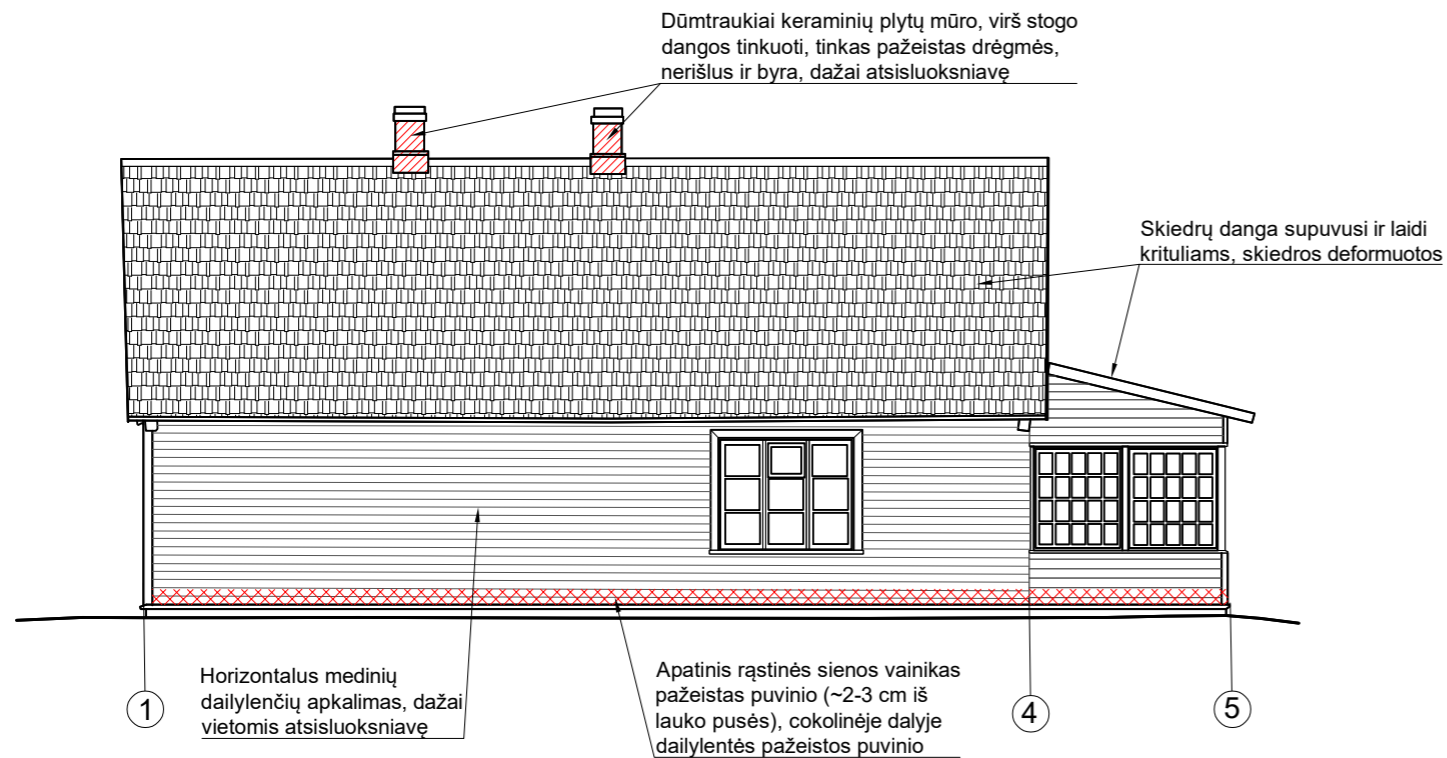 Dūmtraukiai keraminių plytų mūro, virš stogo
dangos tinkuoti, tinkas pažeistas drėgmės,
nerišlus ir byra, dažai atsisluoksniavę
Skiedrų danga supuvusi ir laidi
krituliams, skiedros deformuotos
Horizontalus medinių
dailylenčių apkalimas, dažai
vietomis atsisluoksniavę
Apatinis rąstinės sienos vainikas
pažeistas puvinio (~2-3 cm iš
lauko pusės), cokolinėje dalyje
dailylentės pažeistos puvinio
1
4
5